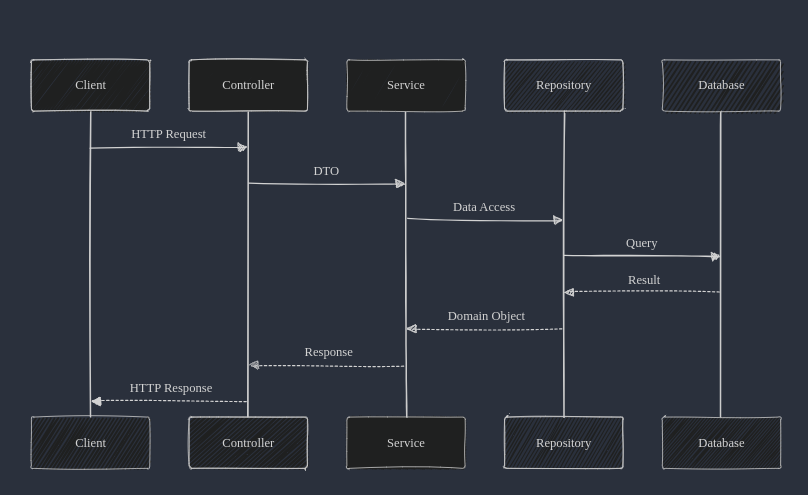 Client
Controller
Service
Repository
Database
HTTP Request
DTO
Data Access
Query
Result
Domain Object
Response
HTTP Response
Client
Controller
Service
Repository
Database